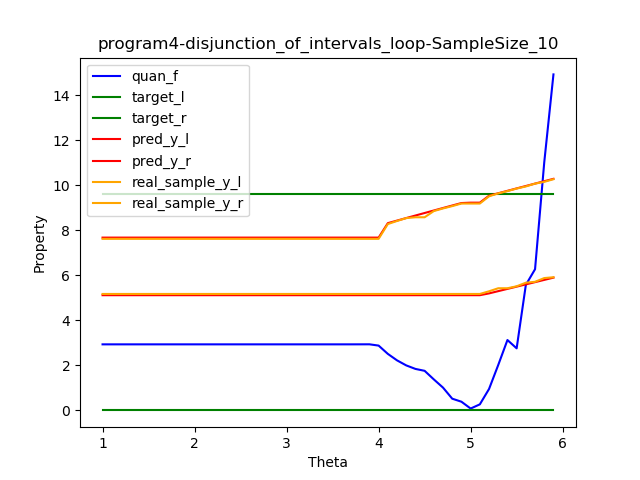 program4-disjunction_of_intervals_loop-SampleSize_10
quan_f
target_l
target_r
pred_y_l
pred_y_r
real_sample_y_l
real_sample_y_r
Property
14
12
10
8
6
4
2
0
1 2 3 4 5 6
Theta